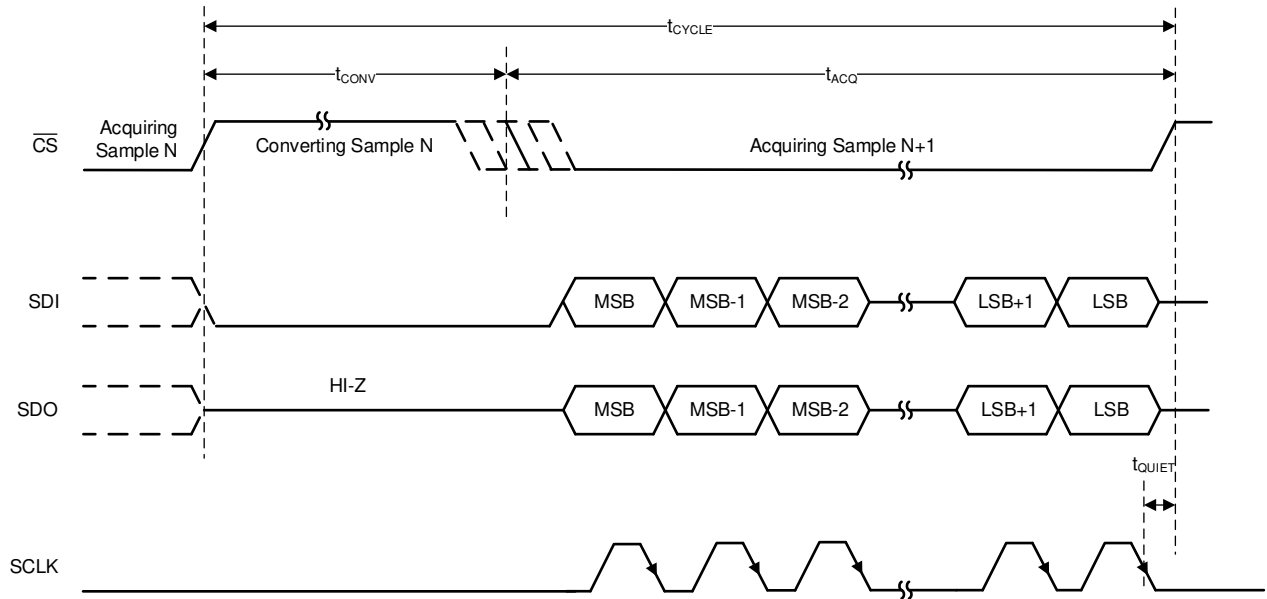 tCYCLE
tCONV
tACQ
CS
Acquiring
Sample N
Converting Sample N
Acquiring Sample N+1
SDI
MSB
MSB-1
MSB-2
LSB+1
LSB
HI-Z
SDO
MSB
MSB-1
MSB-2
LSB+1
LSB
tQUIET
SCLK